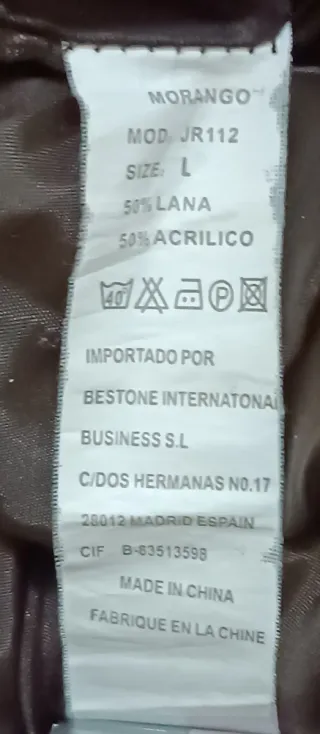 MORANGO
MOD: JR112
SIZE: L
50% LANA
50% ACRILICO
40 P
IMPORTADO POR
BESTONE INTERNATONAL
BUSINESS S.L
C/DOS HERMANAS N0.17
28012 MADRID ESPAIN
CIF B-63513598
MADE IN CHINA
FABRIQUE EN LA CHINE